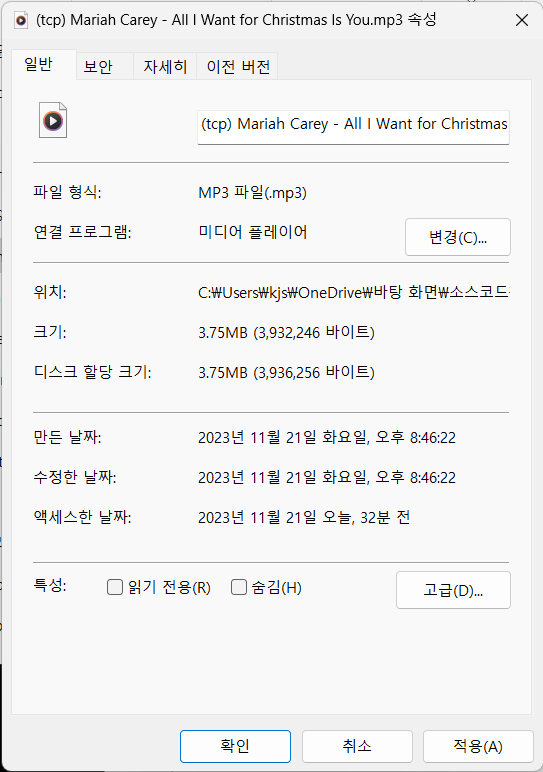 (tcp) Mariah Carey - All I Want for Christmas Is You.mp3 속성
일반 보안 자세히 이전 버전
(tcp) Mariah Carey - All I Want for Christmas
파일 형식: MP3 파일(.mp3)
연결 프로그램: 미디어 플레이어 변경(C)...
위치: C:₩Users₩kjs₩OneDrive₩바탕 화면₩소스코드
크기: 3.75MB (3,932,246 바이트)
디스크 할당 크기: 3.75MB (3,936,256 바이트)
만든 날짜: 2023년 11월 21일 화요일, 오후 8:46:22
수정한 날짜: 2023년 11월 21일 화요일, 오후 8:46:22
액세스한 날짜: 2023년 11월 21일 오늘, 32분 전
특성: 읽기 전용(R) 숨김(H) 고급(D)...
확인 취소 적용(A)